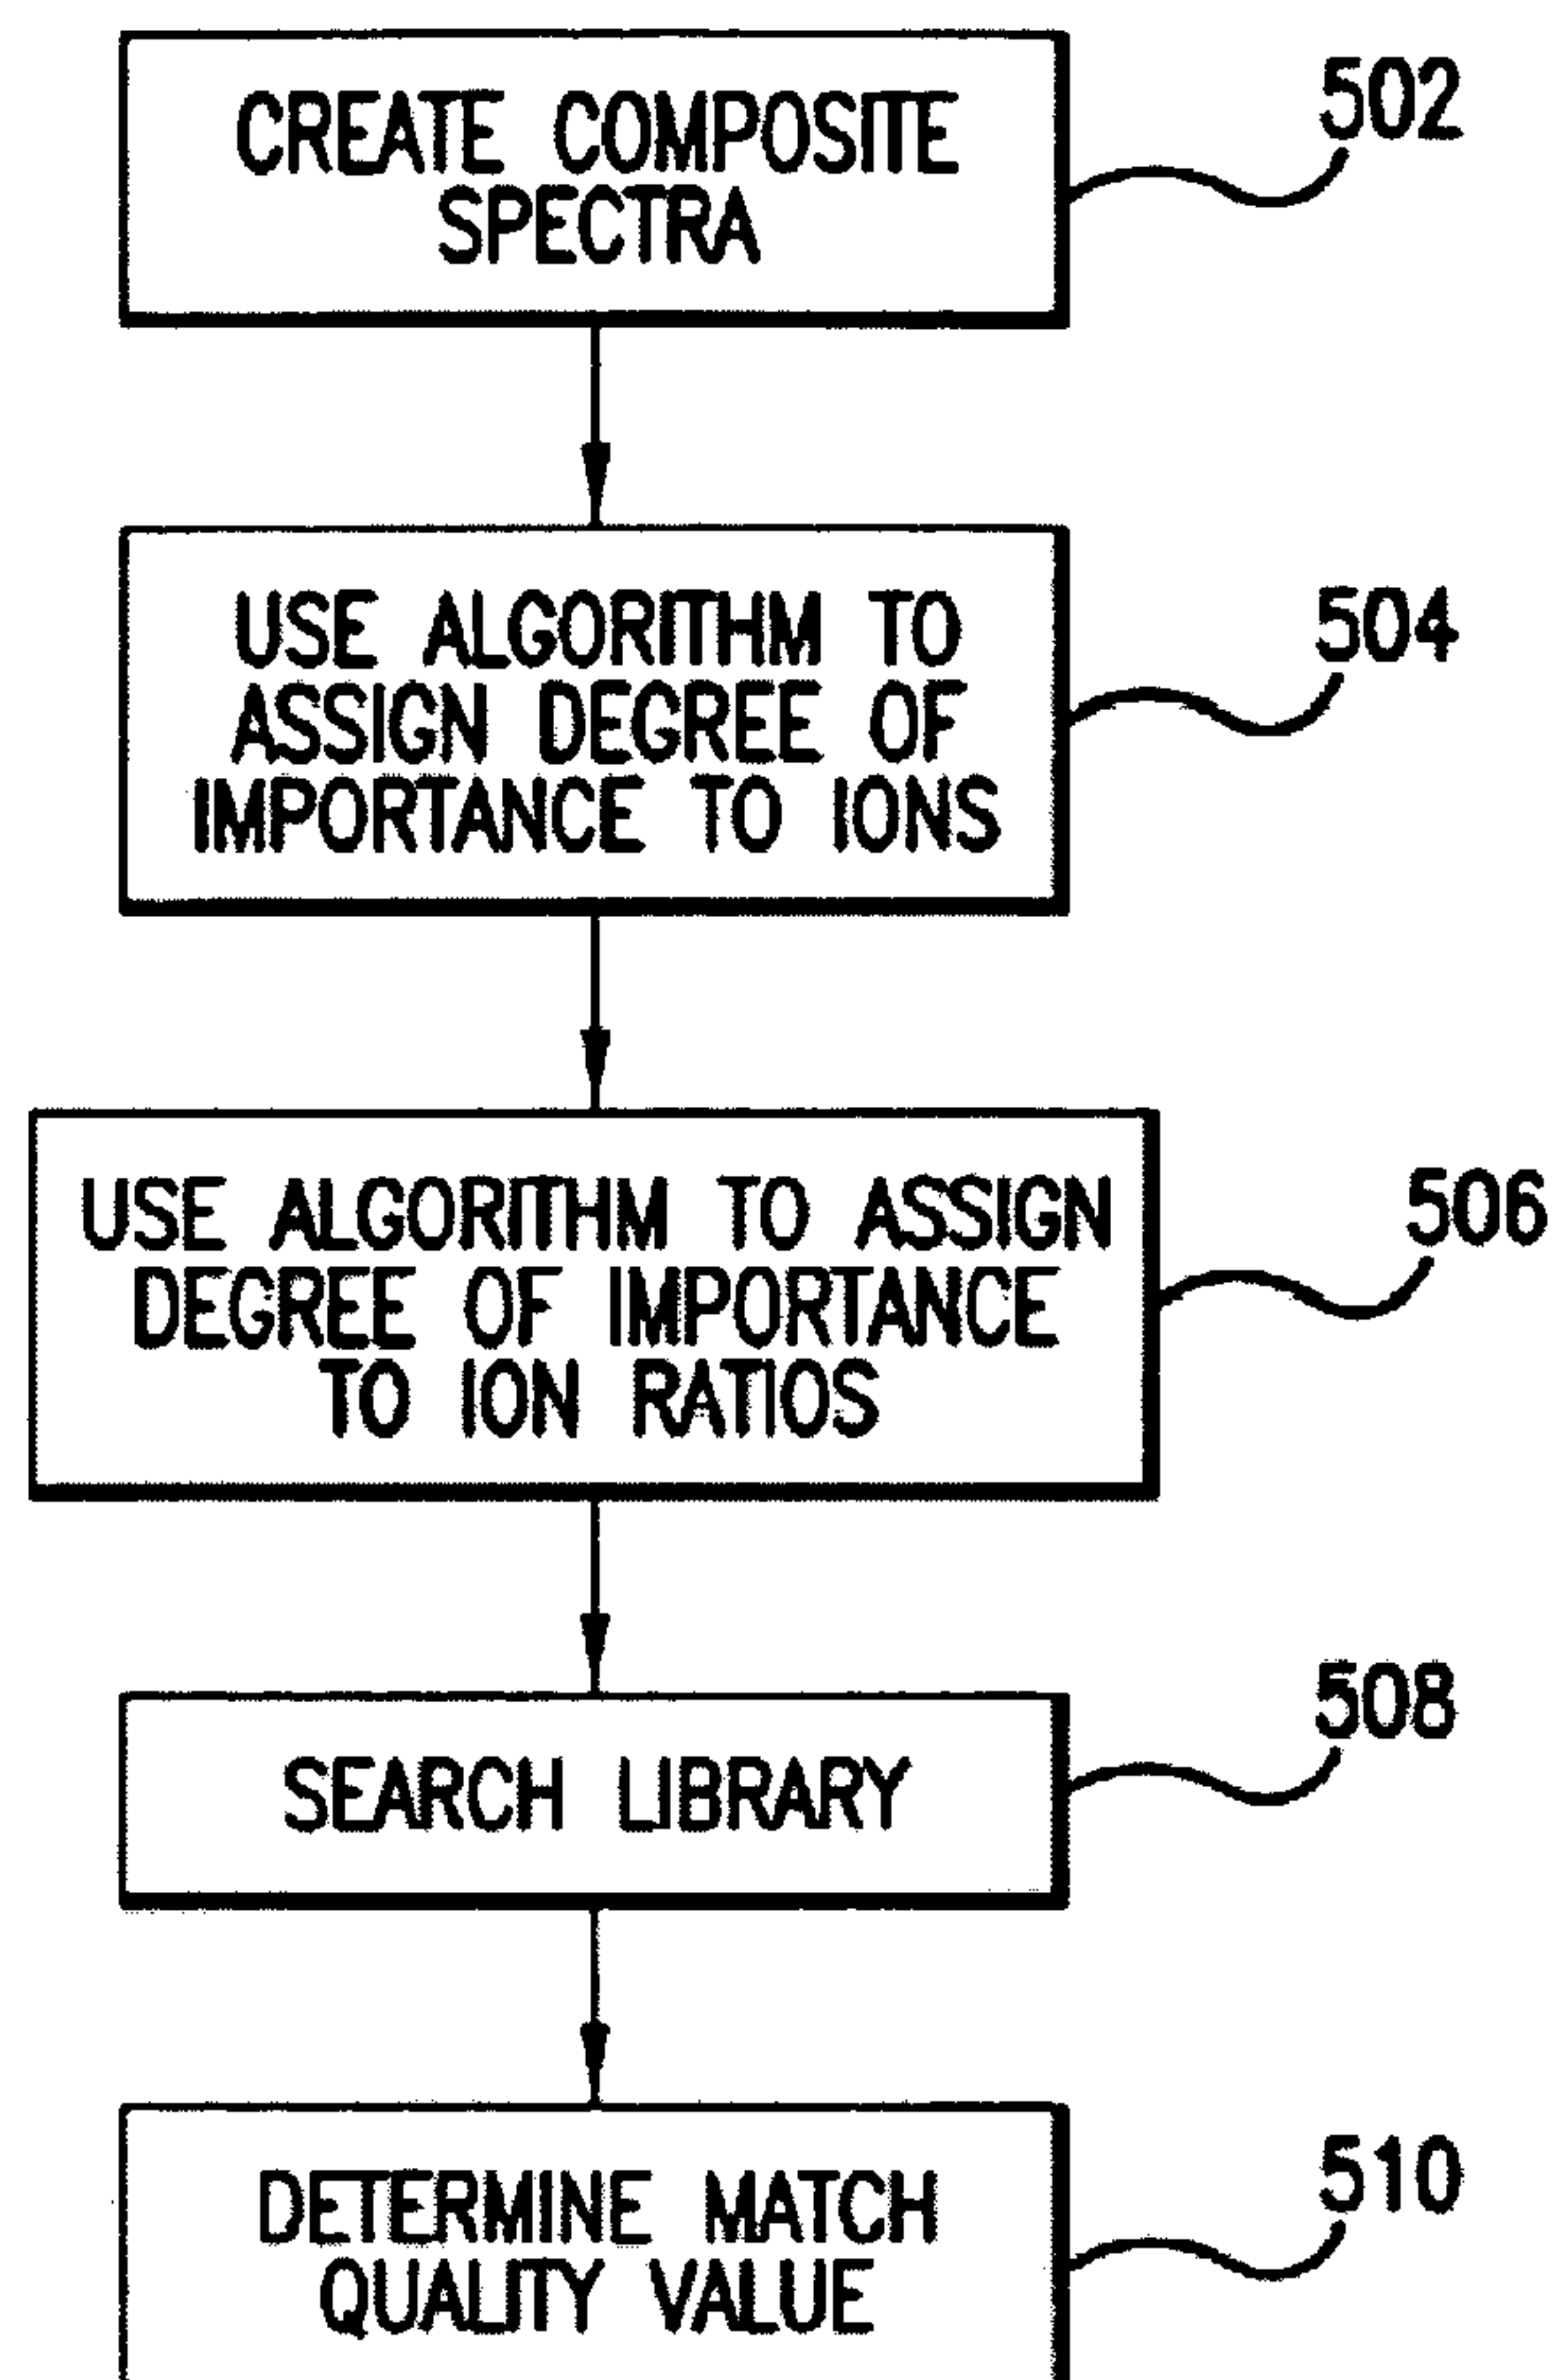 CREATE COMPOSITE
SPECTRA
502
USE ALGORITHM TO
ASSIGN DEGREE OF
IMPORTANCE TO IONS
504
USE ALGORITHM TO ASSIGN
DEGREE OF IMPORTANCE
TO ION RATIOS
506
SEARCH LIBRARY
508
DETERMINE MATCH
QUALITY VALUE
510